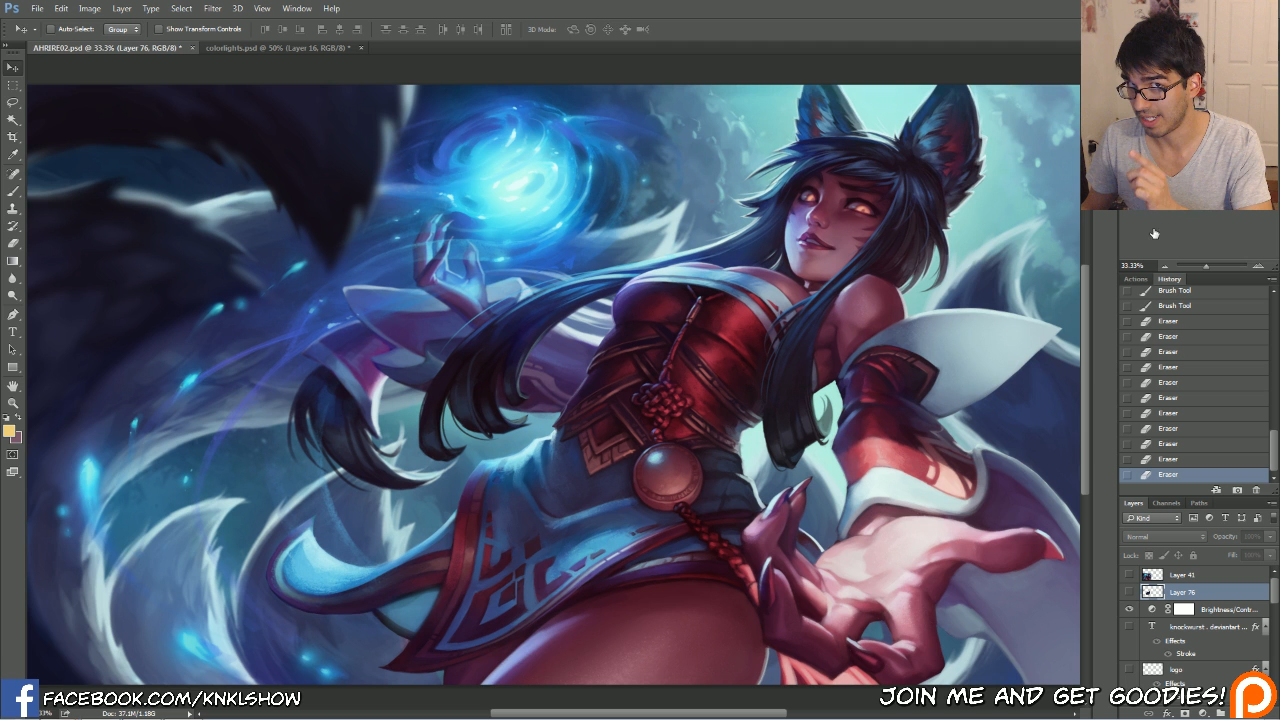 Ps File Edit Image Layer Type Select Filter 3D View Window Help
Auto-Select: Group Show Transform Controls 3D Mode:
AHRIRE02.psd @ 33.3% (Layer 76, RGB/8) * × colorlights.psd @ 50% (Layer 16, RGB/8) * ×
33.33%
Actions History
Brush Tool
Brush Tool
Eraser
Eraser
Eraser
Eraser
Eraser
Eraser
Eraser
Eraser
Eraser
Eraser
Eraser
Layers Channels Paths
Kind
Normal Opacity: 100%
Lock: Fill: 100%
Layer 41
Layer 76
Brightness/Contr...
knockwurst . deviantart ... fx
Effects
Stroke
logo fx
Effects
FACEBOOK.COM/KNKLSHOW
JOIN ME AND GET GOODIES!
Doc: 37.1M/1.18G